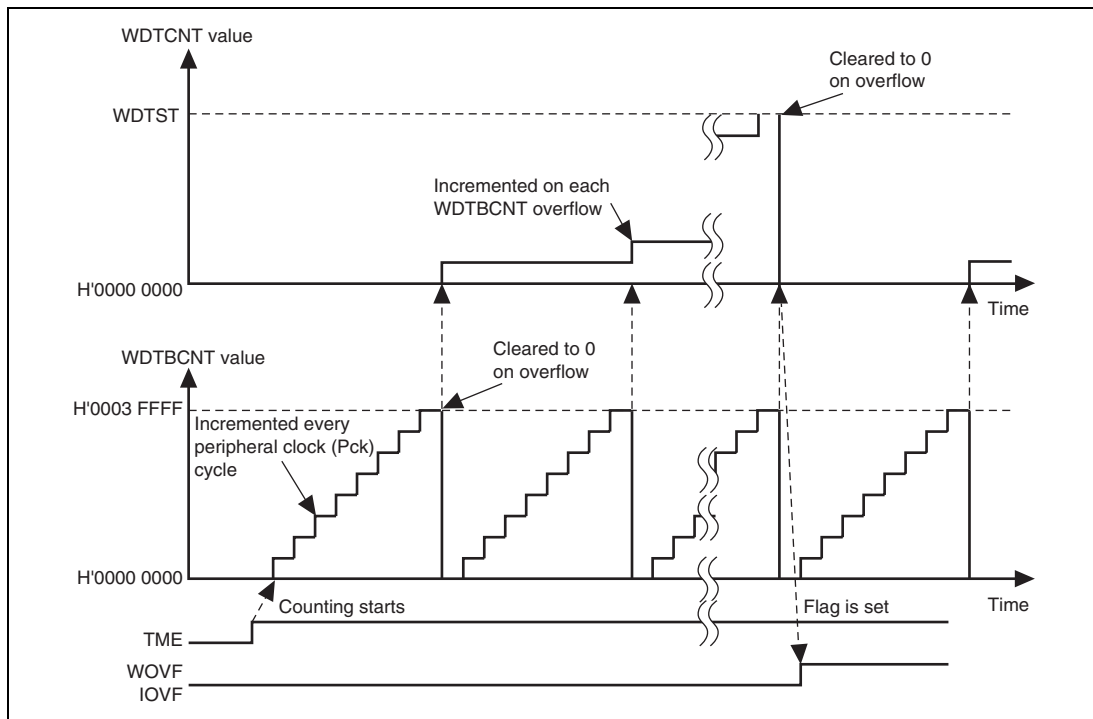 WDTCNT value
Cleared to 0
on overflow
WDTST
Incremented on each
WDTBCNT overflow
H'0000 0000
Time
WDTBCNT value
Cleared to 0
on overflow
H'0003 FFFF
Incremented every
peripheral clock (Pck)
cycle
H'0000 0000
Time
Counting starts
Flag is set
TME
WOVF
IOVF